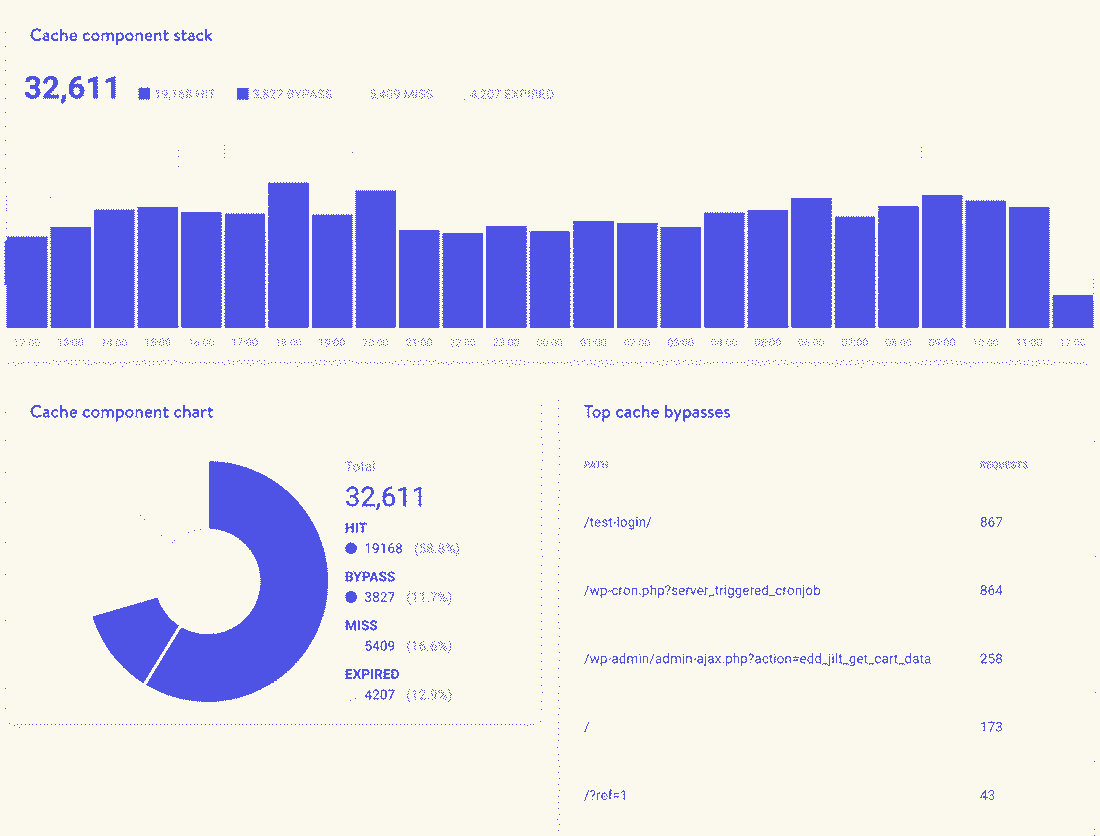 Cache component stack
32,611 19,168 HIT 3,827 BYPASS 5,409 MISS 4,207 EXPIRED
12:00 13:00 14:00 15:00 16:00 17:00 18:00 19:00 20:00 21:00 22:00 23:00 00:00 01:00 02:00 03:00 04:00 05:00 06:00 07:00 08:00 09:00 10:00 11:00 12:00
Cache component chart
Total
32,611
HIT
19168 (58.8%)
BYPASS
3827 (11.7%)
MISS
5409 (16.6%)
EXPIRED
4207 (12.9%)
Top cache bypasses
PATH REQUESTS
/test-login/ 867
/wp-cron.php?server_triggered_cronjob 864
/wp-admin/admin-ajax.php?action=edd_jilt_get_cart_data 258
/ 173
/?ref=1 43